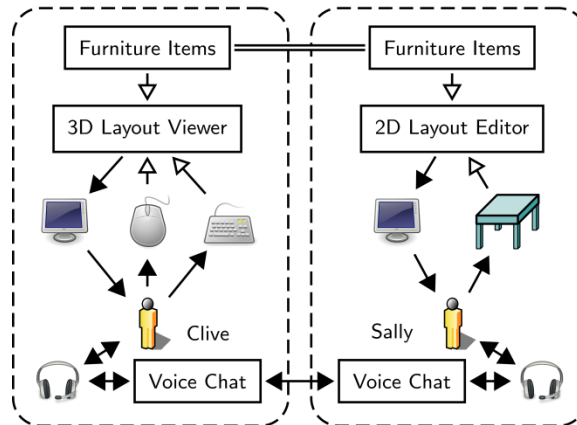 Furniture Items
Furniture Items
3D Layout Viewer
2D Layout Editor
Clive
Sally
Voice Chat
Voice Chat